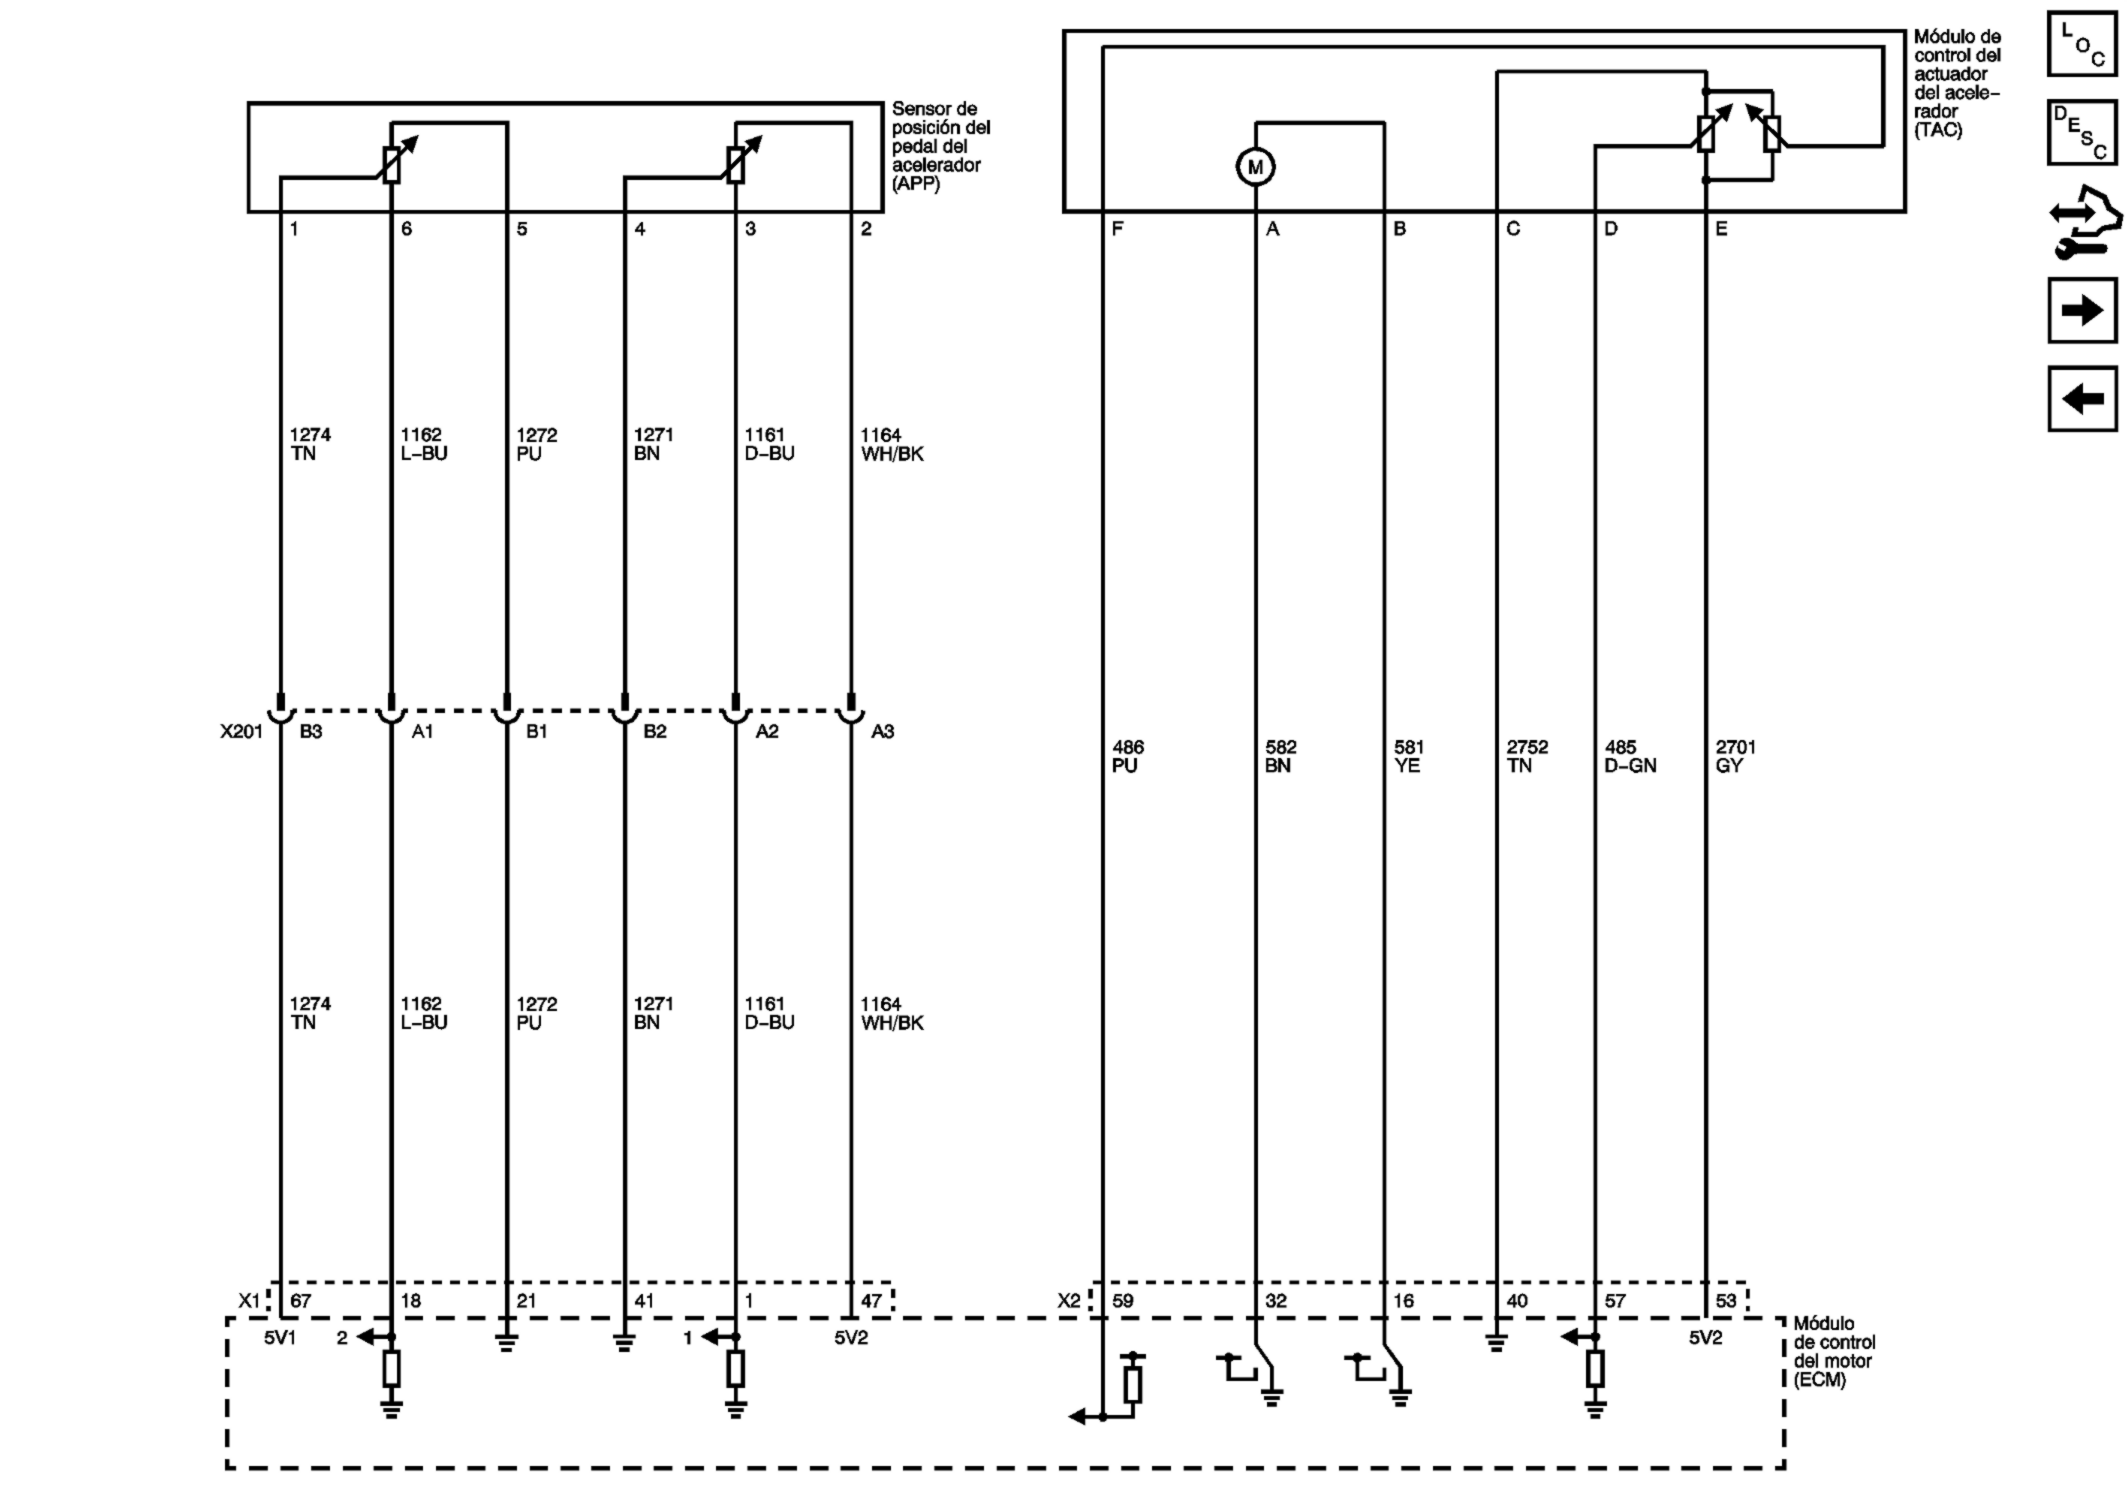 Módulo de
control del
actuador
del acele–
rador
(TAC)
L
O
C
Sensor de
posición del
pedal del
acelerador
(APP)
D
E
S
C
M
1 6 5 4 3 2
F A B C D E
1274 1162 1272 1271 1161 1164
TN L–BU PU BN D–BU WH/BK
X201 B3 A1 B1 B2 A2 A3
486 582 581 2752 485 2701
PU BN YE TN D–GN GY
1274 1162 1272 1271 1161 1164
TN L–BU PU BN D–BU WH/BK
X1 67 18 21 41 1 47
X2 59 32 16 40 57 53
5V1 2 1 5V2 5V2
Módulo
de control
del motor
(ECM)